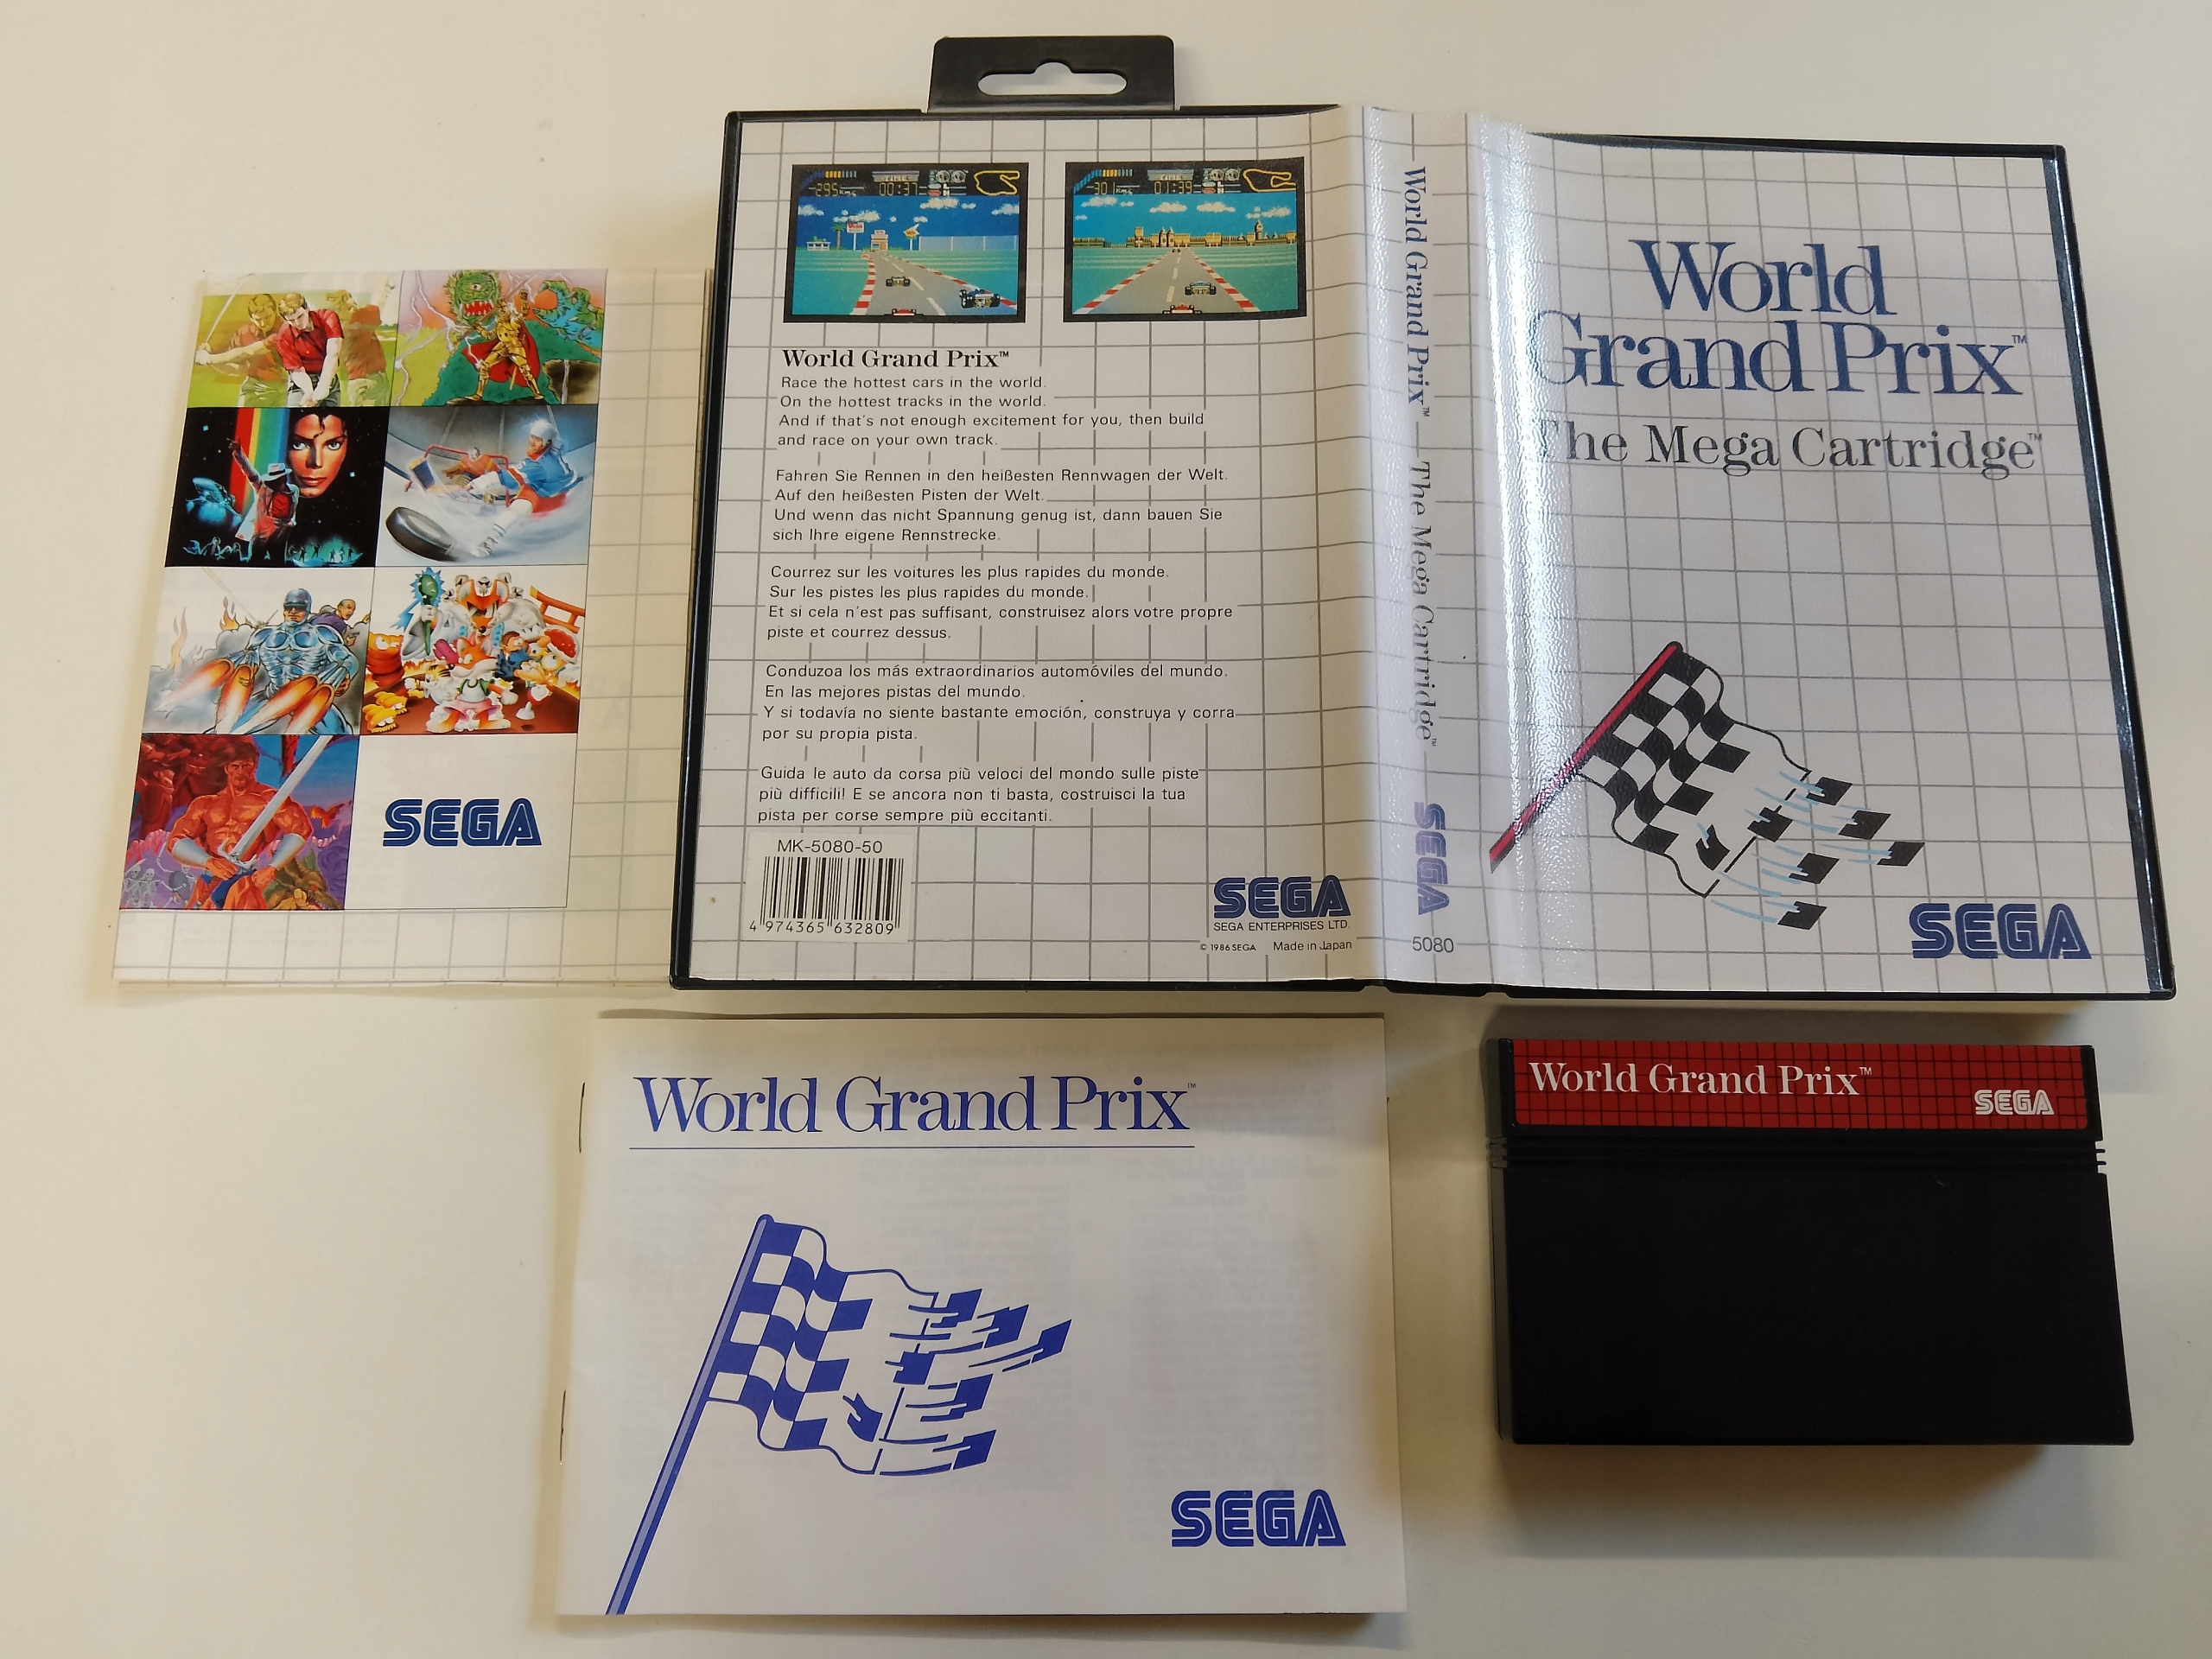 SEGA
295 KMS
00:37
301 KMS
01:39
World Grand Prix™
Race the hottest cars in the world.
On the hottest tracks in the world.
And if that's not enough excitement for you, then build
and race on your own track.
Fahren Sie Rennen in den heißesten Rennwagen der Welt.
Auf den heißesten Pisten der Welt.
Und wenn das nicht Spannung genug ist, dann bauen Sie
sich Ihre eigene Rennstrecke.
Courrez sur les voitures les plus rapides du monde.
Sur les pistes les plus rapides du monde.
Et si cela n'est pas suffisant, construisez alors votre propre
piste et courrez dessus.
Conduzoa los más extraordinarios automóviles del mundo.
En las mejores pistas del mundo.
Y si todavía no siente bastante emoción, construya y corra
por su propia pista.
Guida le auto da corsa più veloci del mondo sulle piste
più difficili! E se ancora non ti basta, costruisci la tua
pista per corse sempre più eccitanti.
MK-5080-50
4 974365 632809
SEGA
SEGA ENTERPRISES LTD.
© 1986 SEGA Made in Japan
World Grand Prix™ The Mega Cartridge™
SEGA
5080
World
Grand Prix™
The Mega Cartridge™
SEGA
World Grand Prix™
SEGA
World Grand Prix™
SEGA